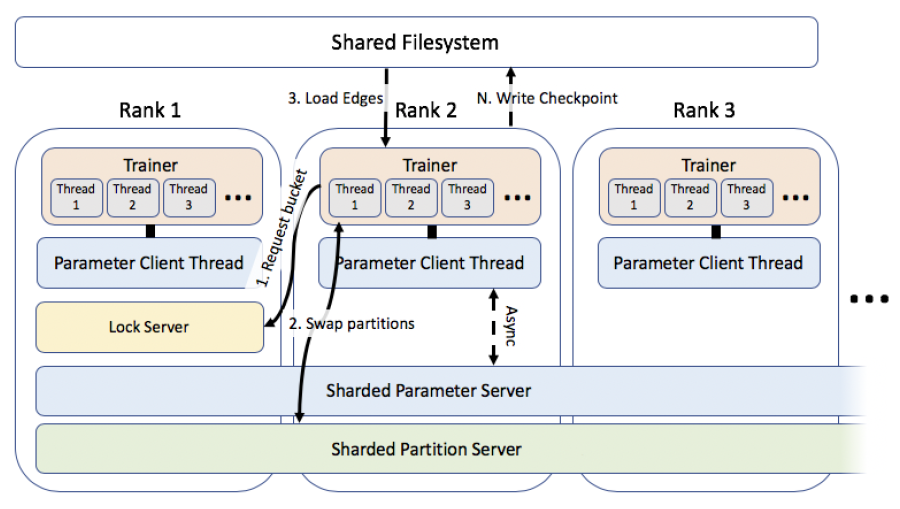 Shared Filesystem
3. Load Edges
N. Write Checkpoint
Rank 1
Rank 2
Rank 3
Trainer
Thread
1
Thread
2
Thread
3
...
Trainer
Thread
1
Thread
2
Thread
3
...
Trainer
Thread
1
Thread
2
Thread
3
...
1. Request bucket
Parameter Client Thread
Parameter Client Thread
Parameter Client Thread
...
Lock Server
2. Swap partitions
Async
Sharded Parameter Server
Sharded Partition Server